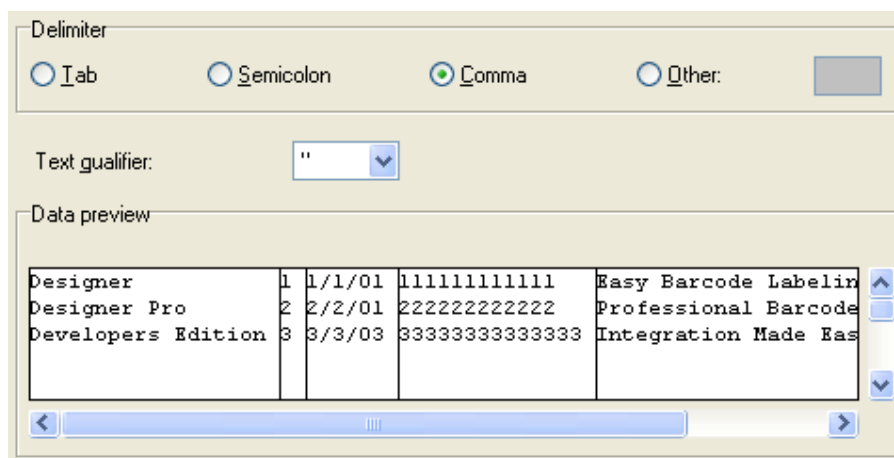 Delimiter
Tab Semicolon Comma Other:
Text qualifier: "
Data preview
Designer 1 1/1/01 111111111111 Easy Barcode Labelin
Designer Pro 2 2/2/01 222222222222 Professional Barcode
Developers Edition 3 3/3/03 33333333333333 Integration Made Eas